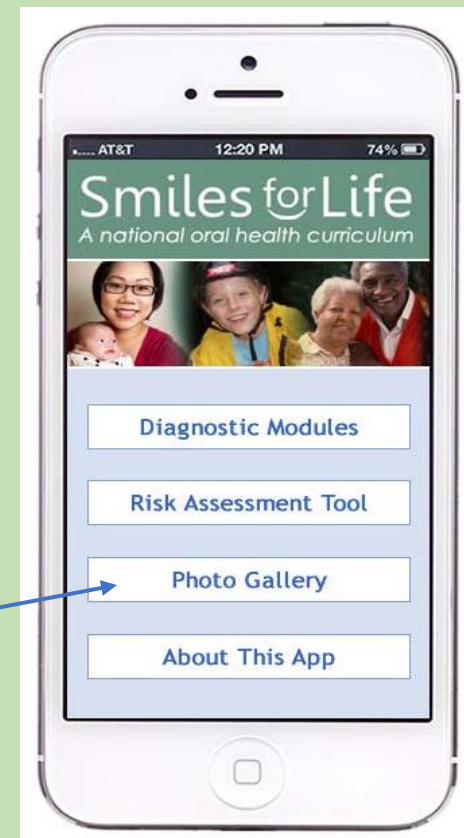 AT&T 12:20 PM 74%
Smiles for Life
A national oral health curriculum
Diagnostic Modules
Risk Assessment Tool
Photo Gallery
About This App